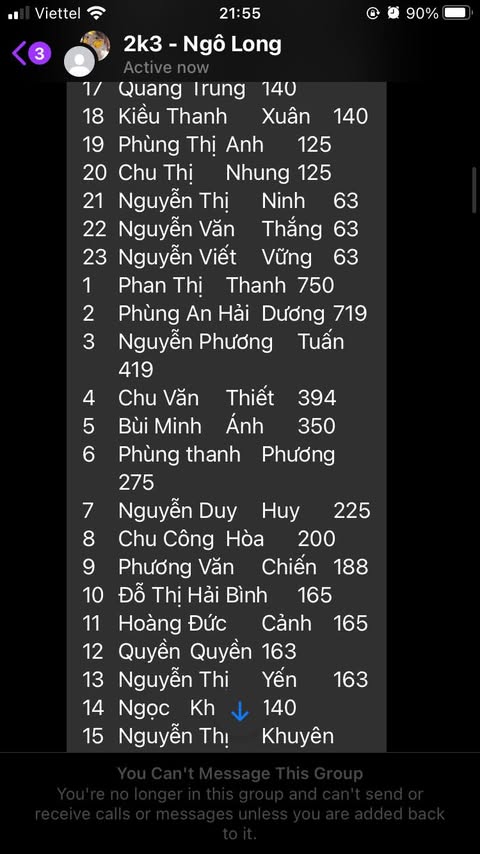 Viettel 21:55 90%
3 2k3 - Ngô Long
Active now
17 Quang Trung 140
18 Kiều Thanh Xuân 140
19 Phùng Thị Anh 125
20 Chu Thị Nhung 125
21 Nguyễn Thị Ninh 63
22 Nguyễn Văn Thắng 63
23 Nguyễn Viết Vững 63
1 Phan Thị Thanh 750
2 Phùng An Hải Dương 719
3 Nguyễn Phương Tuấn
419
4 Chu Văn Thiết 394
5 Bùi Minh Ánh 350
6 Phùng thanh Phương
275
7 Nguyễn Duy Huy 225
8 Chu Công Hòa 200
9 Phương Văn Chiến 188
10 Đỗ Thị Hải Bình 165
11 Hoàng Đức Cảnh 165
12 Quyền Quyền 163
13 Nguyễn Thi Yến 163
14 Ngọc 140
15 Nguyễn Thị Khuyên
You Can't Message This Group
You're no longer in this group and can't send or
receive calls or messages unless you are added back
to it.